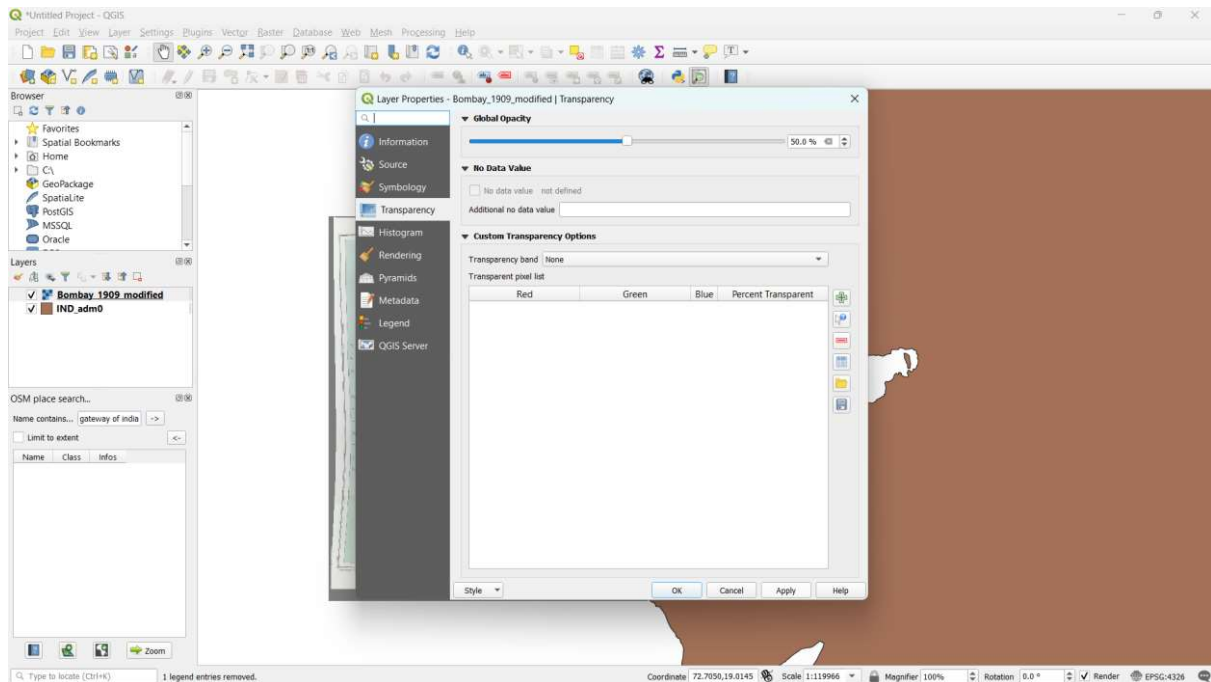 *Untitled Project - QGIS
Project Edit View Layer Settings Plugins Vector Raster Database Web Mesh Processing Help
Browser
Favorites
Spatial Bookmarks
Home
C:\
GeoPackage
SpatiaLite
PostGIS
MSSQL
Oracle
Layers
Bombay_1909_modified
IND_adm0
OSM place search...
Name contains... gateway of india ->
Limit to extent <-
Name Class Infos
Zoom
Layer Properties - Bombay_1909_modified | Transparency
Information
Source
Symbology
Transparency
Histogram
Rendering
Pyramids
Metadata
Legend
QGIS Server
Global Opacity
50.0 %
No Data Value
No data value not defined
Additional no data value
Custom Transparency Options
Transparency band None
Transparent pixel list
Red Green Blue Percent Transparent
Style OK Cancel Apply Help
Type to locate (Ctrl+K) 1 legend entries removed. Coordinate 72.7050,19.0145 Scale 1:119966 Magnifier 100% Rotation 0.0 ° Render EPSG:4326